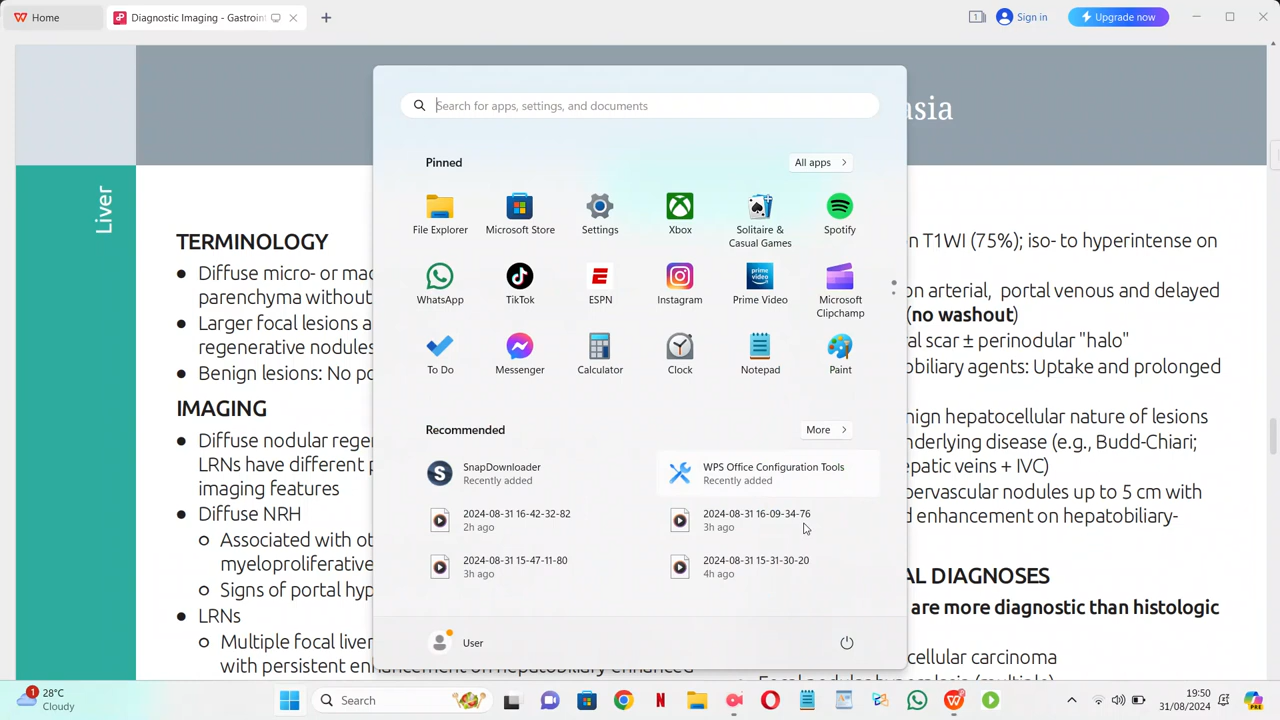 Home
Diagnostic Imaging - Gastroint
1
Sign in
Upgrade now
asia
Liver
TERMINOLOGY
Diffuse micro- or mac
parenchyma without
Larger focal lesions a
regenerative nodules
Benign lesions: No po
IMAGING
Diffuse nodular regen
LRNs have different p
imaging features
Diffuse NRH
Associated with ot
myeloproliferative
Signs of portal hyp
LRNs
Multiple focal liver
with persistent enhancement on hepatobiliary enhanced
Search for apps, settings, and documents
Pinned
All apps
File Explorer
Microsoft Store
Settings
Xbox
Solitaire &
Casual Games
Spotify
WhatsApp
TikTok
ESPN
Instagram
Prime Video
Microsoft
Clipchamp
To Do
Messenger
Calculator
Clock
Notepad
Paint
Recommended
More
SnapDownloader
Recently added
WPS Office Configuration Tools
Recently added
2024-08-31 16-42-32-82
2h ago
2024-08-31 16-09-34-76
3h ago
2024-08-31 15-47-11-80
3h ago
2024-08-31 15-31-30-20
4h ago
User
n T1WI (75%); iso- to hyperintense on
on arterial, portal venous and delayed
(no washout)
al scar ± perinodular "halo"
obiliary agents: Uptake and prolonged
nign hepatocellular nature of lesions
nderlying disease (e.g., Budd-Chiari;
epatic veins + IVC)
pervascular nodules up to 5 cm with
d enhancement on hepatobiliary-
AL DIAGNOSES
are more diagnostic than histologic
cellular carcinoma
1
28°C
Cloudy
Search
19:50
31/08/2024
PRE